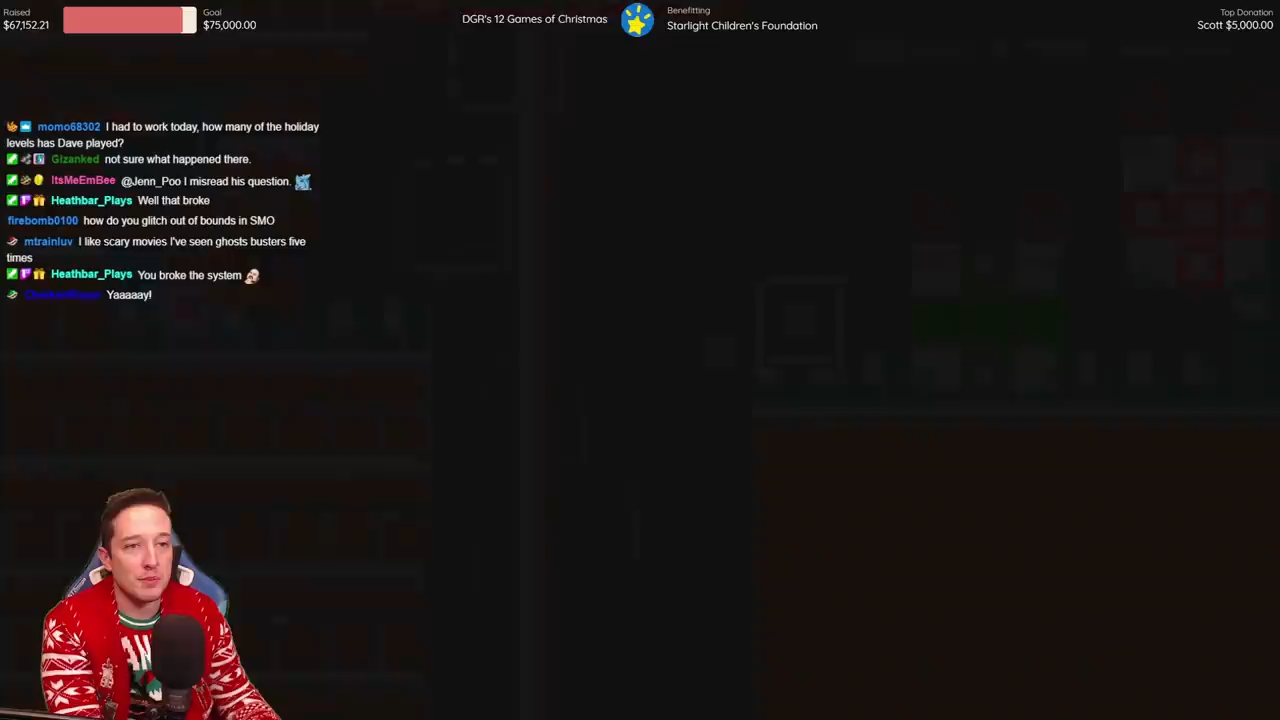 Raised
$67,152.21
Goal
$75,000.00
DGR's 12 Games of Christmas
Benefitting
Starlight Children's Foundation
Top Donation
Scott $5,000.00
momo68302 I had to work today, how many of the holiday
levels has Dave played?
Gizanked not sure what happened there.
ItsMeEmBee @Jenn_Poo I misread his question.
Heathbar_Plays Well that broke
firebomb0100 how do you glitch out of bounds in SMO
mtrainluv I like scary movies I've seen ghosts busters five
times
Heathbar_Plays You broke the system
Yaaaaay!